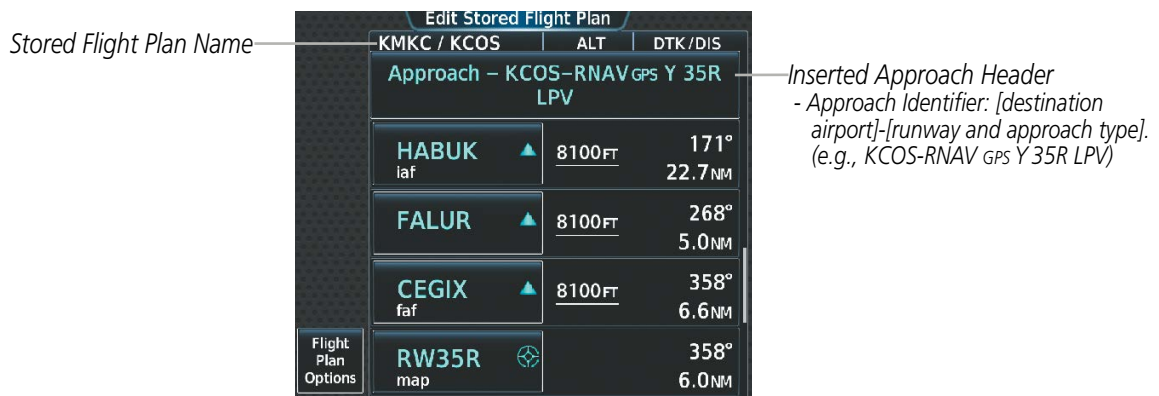 Edit Stored Flight Plan
Stored Flight Plan Name
KMKC / KCOS ALT DTK/DIS
Approach – KCOS–RNAV GPS Y 35R
LPV
Inserted Approach Header
- Approach Identifier: [destination
airport]-[runway and approach type].
(e.g., KCOS-RNAV GPS Y 35R LPV)
HABUK 8100FT 171°
iaf 22.7NM
FALUR 8100FT 268°
5.0NM
CEGIX 8100FT 358°
faf 6.6NM
Flight
Plan
Options
RW35R 358°
map 6.0NM